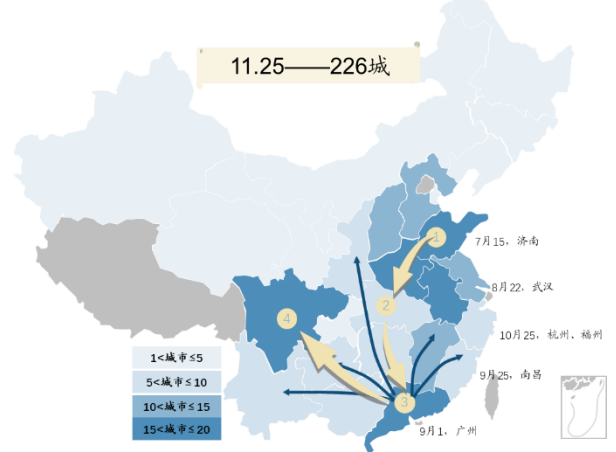 11.25——226城
1
7月15，济南
8月22，武汉
2
4
10月25，杭州、福州
1<城市≤5
9月25，南昌
5<城市≤10
10<城市≤15
3
15<城市≤20
9月1，广州